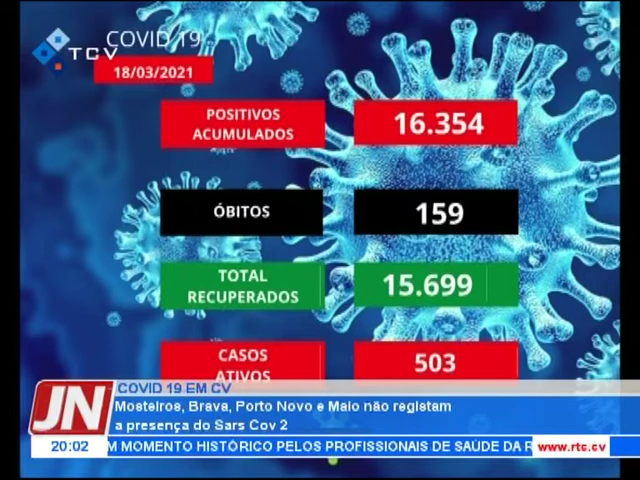 COVID 19
TCV
18/03/2021
POSITIVOS
ACUMULADOS
16.354
ÓBITOS
159
TOTAL
RECUPERADOS
15.699
CASOS
ATIVOS
503
JN
COVID 19 EM CV
Mosteiros, Brava, Porto Novo e Maio não registam
a presença do Sars Cov 2
20:02
M MOMENTO HISTÓRICO PELOS PROFISSIONAIS DE SAÚDE DA
www.rtc.cv